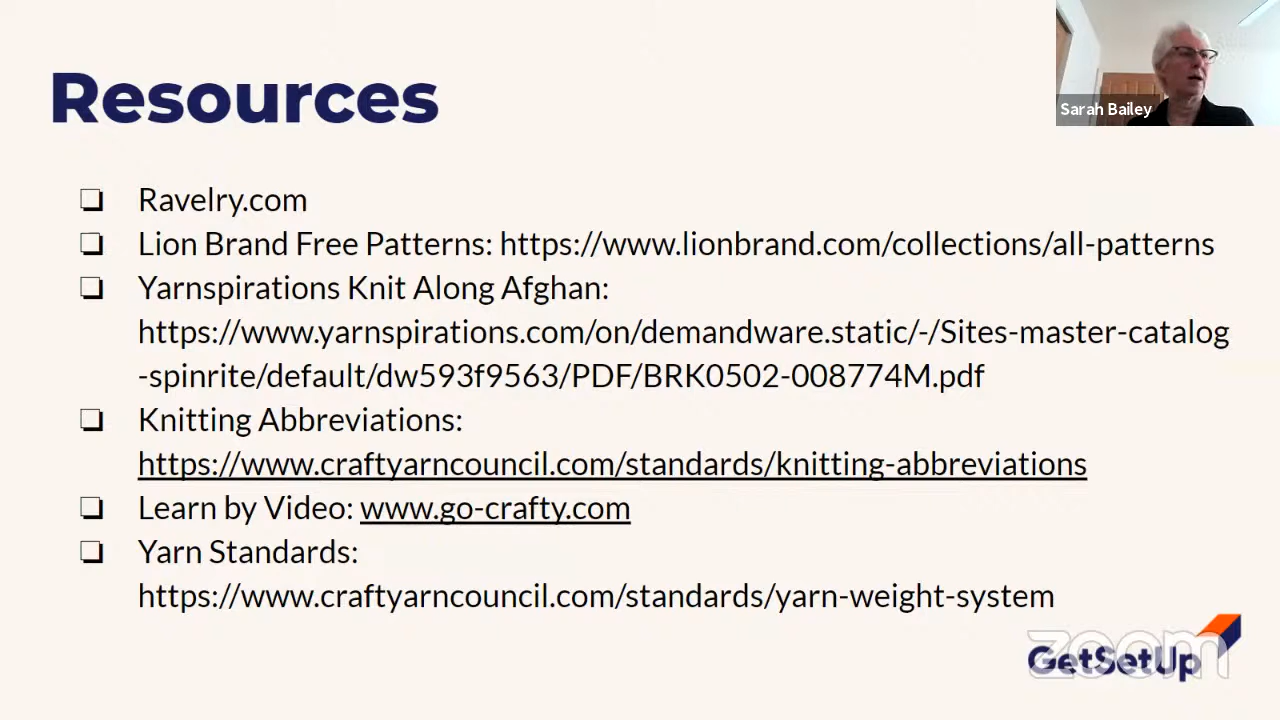 Resources
Sarah Bailey
❏ Ravelry.com
❏ Lion Brand Free Patterns: https://www.lionbrand.com/collections/all-patterns
❏ Yarnspirations Knit Along Afghan:
https://www.yarnspirations.com/on/demandware.static/-/Sites-master-catalog
-spinrite/default/dw593f9563/PDF/BRK0502-008774M.pdf
❏ Knitting Abbreviations:
https://www.craftyarncouncil.com/standards/knitting-abbreviations
❏ Learn by Video: www.go-crafty.com
❏ Yarn Standards:
https://www.craftyarncouncil.com/standards/yarn-weight-system
zoom
GetSetUp